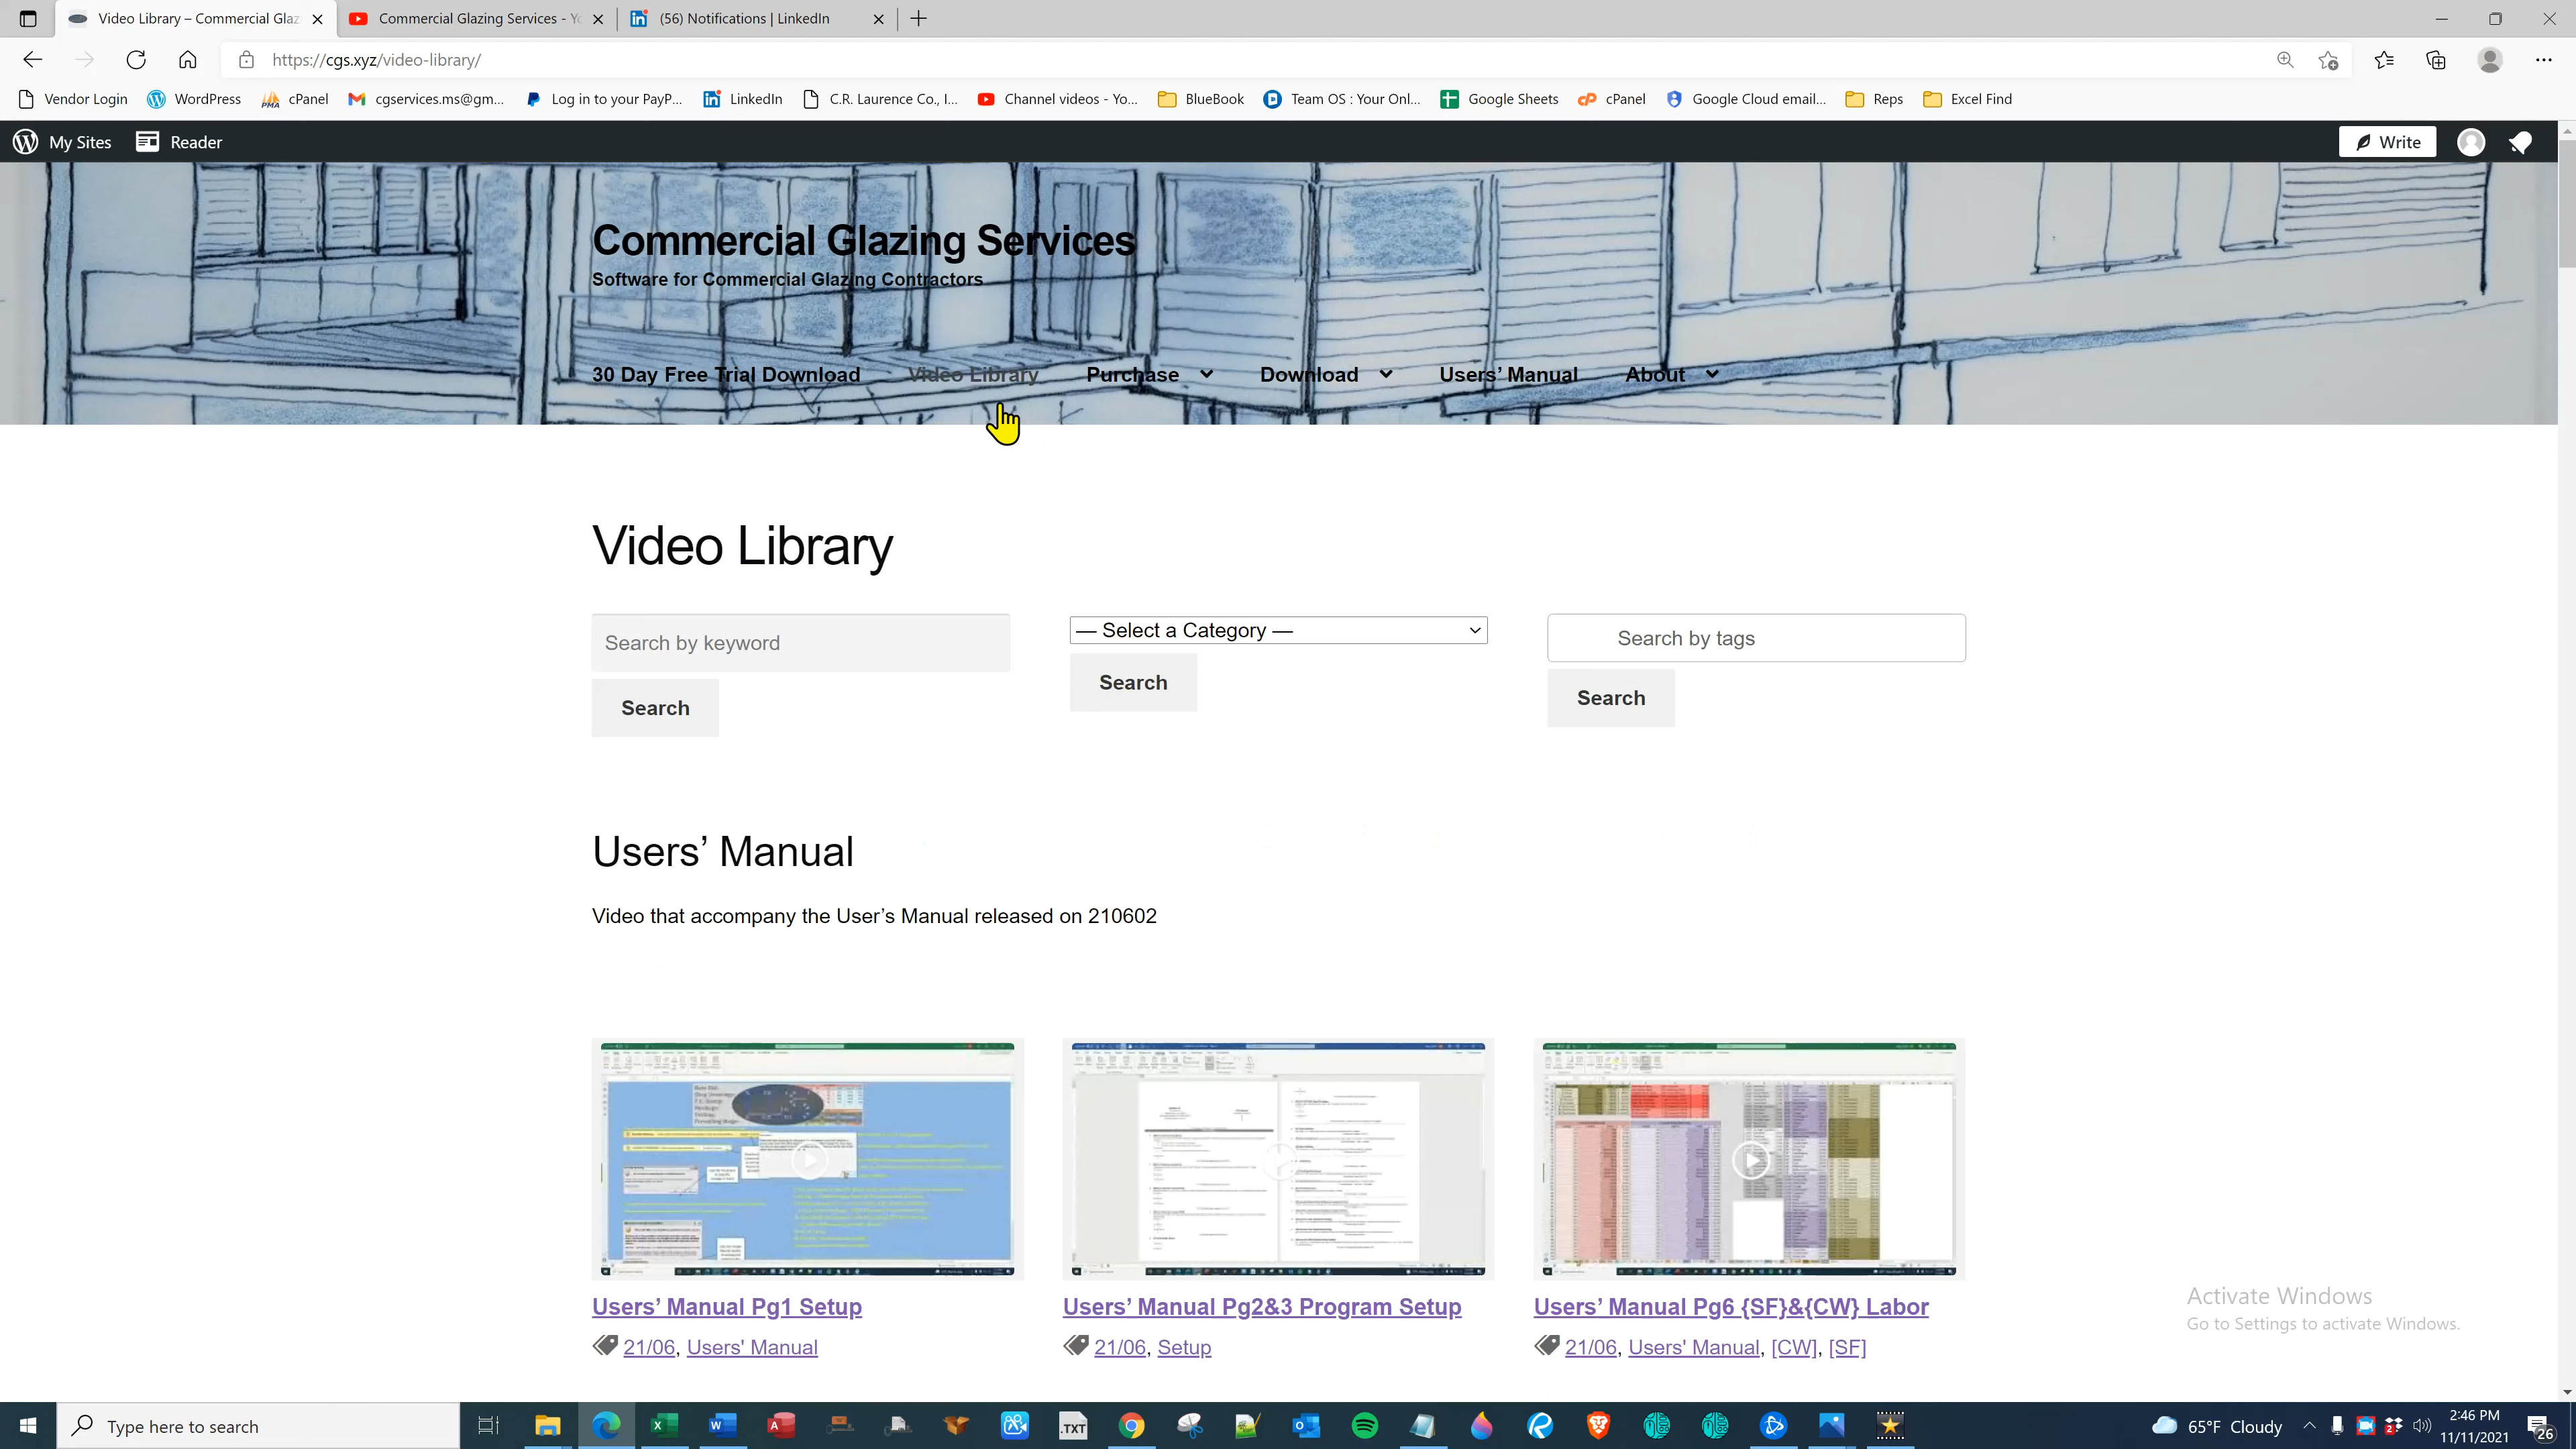 Video Library – Commercial Glaz
Commercial Glazing Services - Yo
(56) Notifications | LinkedIn
https://cgs.xyz/video-library/
Vendor Login
WordPress
cPanel
cgservices.ms@gm...
Log in to your PayP...
LinkedIn
C.R. Laurence Co., I...
Channel videos - Yo...
BlueBook
Team OS : Your Onl...
Google Sheets
cPanel
Google Cloud email...
Reps
Excel Find
My Sites
Reader
Write
Commercial Glazing Services
Software for Commercial Glazing Contractors
30 Day Free Trial Download
Video Library
Purchase
Download
Users’ Manual
About
Video Library
Search by keyword
— Select a Category —
Search by tags
Search
Search
Search
Users’ Manual
Video that accompany the User’s Manual released on 210602
Users’ Manual Pg1 Setup
Users’ Manual Pg2&3 Program Setup
Users’ Manual Pg6 {SF}&{CW} Labor
21/06, Users' Manual
21/06, Setup
21/06, Users' Manual, [CW], [SF]
Activate Windows
Go to Settings to activate Windows.
Type here to search
.TXT
65°F Cloudy
2:46 PM
11/11/2021
26